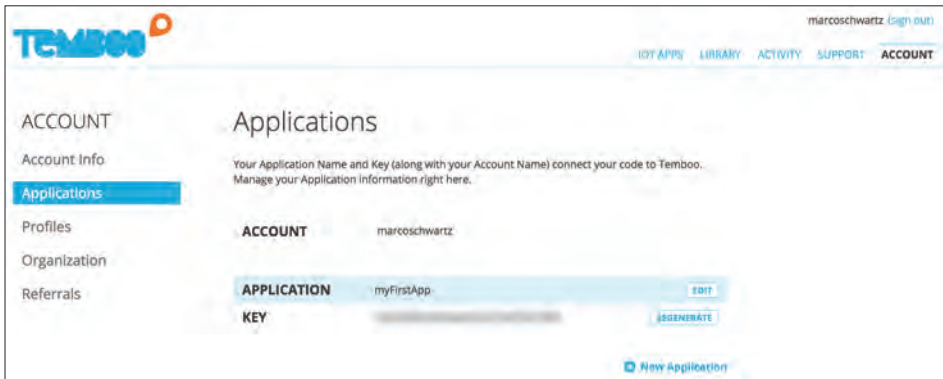 marcoschwartz (sign out)
TEMBOO
IOT APPS LIBRARY ACTIVITY SUPPORT ACCOUNT
ACCOUNT
Account Info
Applications
Profiles
Organization
Referrals
Applications
Your Application Name and Key (along with your Account Name) connect your code to Temboo.
Manage your Application information right here.
ACCOUNT marcoschwartz
APPLICATION myFirstApp EDIT
KEY REGENERATE
New Application